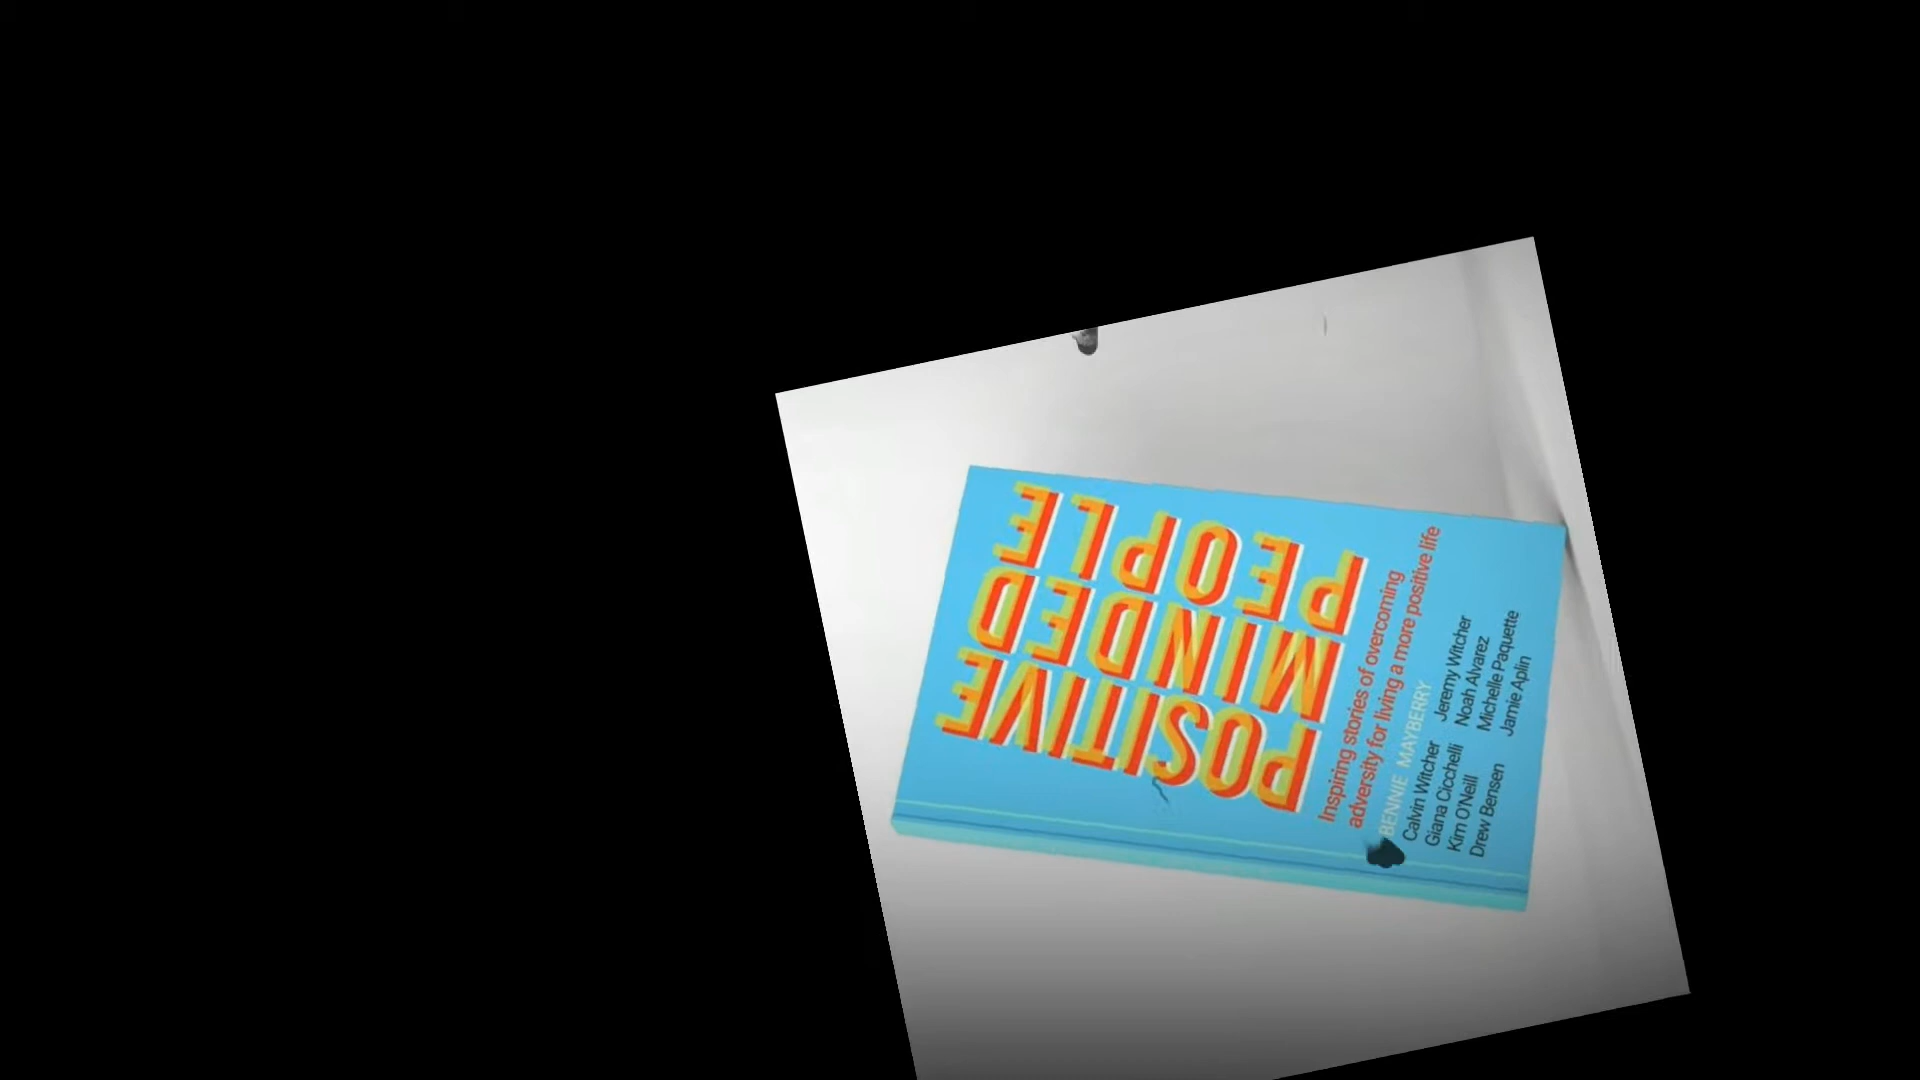 POSITIVE
MINDED
PEOPLE
Inspiring stories of overcoming
adversity for living a more positive life
BENNIE MAYBERRY
Calvin Witcher Jeremy Witcher
Giana Cicchelli Noah Alvarez
Kim O'Neill Michelle Paquette
Drew Bensen Jamie Aplin